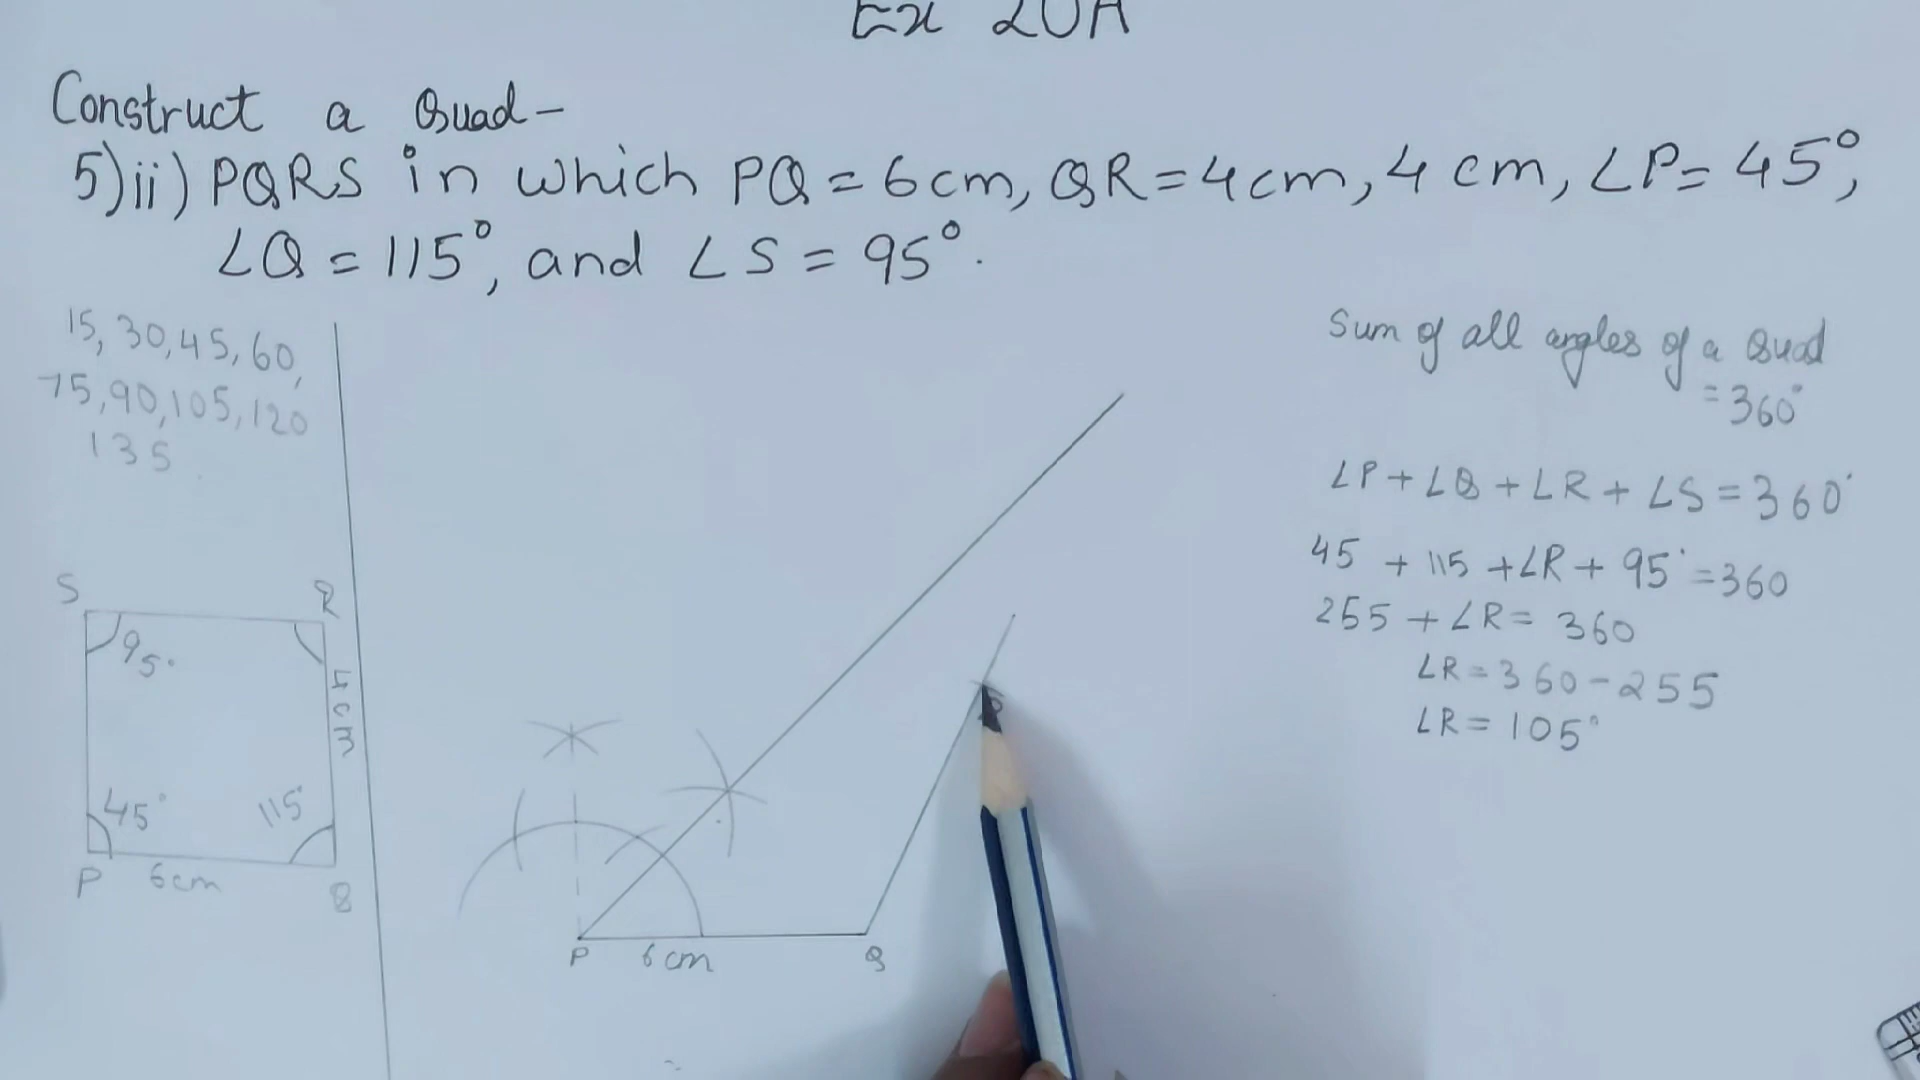 Ex 20A
Construct a Quad-
5)ii) PQRS in which PQ = 6cm, QR = 4cm, 4 cm, ∠P = 45°,
∠Q = 115°, and ∠S = 95°.
15, 30, 45, 60,
75, 90, 105, 120
135
S
R
95°
4cm
45°
115°
P
6cm
Q
P
6 cm
Q
Sum of all angles of a Quad
= 360°
∠P + ∠Q + ∠R + ∠S = 360°
45 + 115 + ∠R + 95° = 360
255 + ∠R = 360
∠R = 360 - 255
∠R = 105°